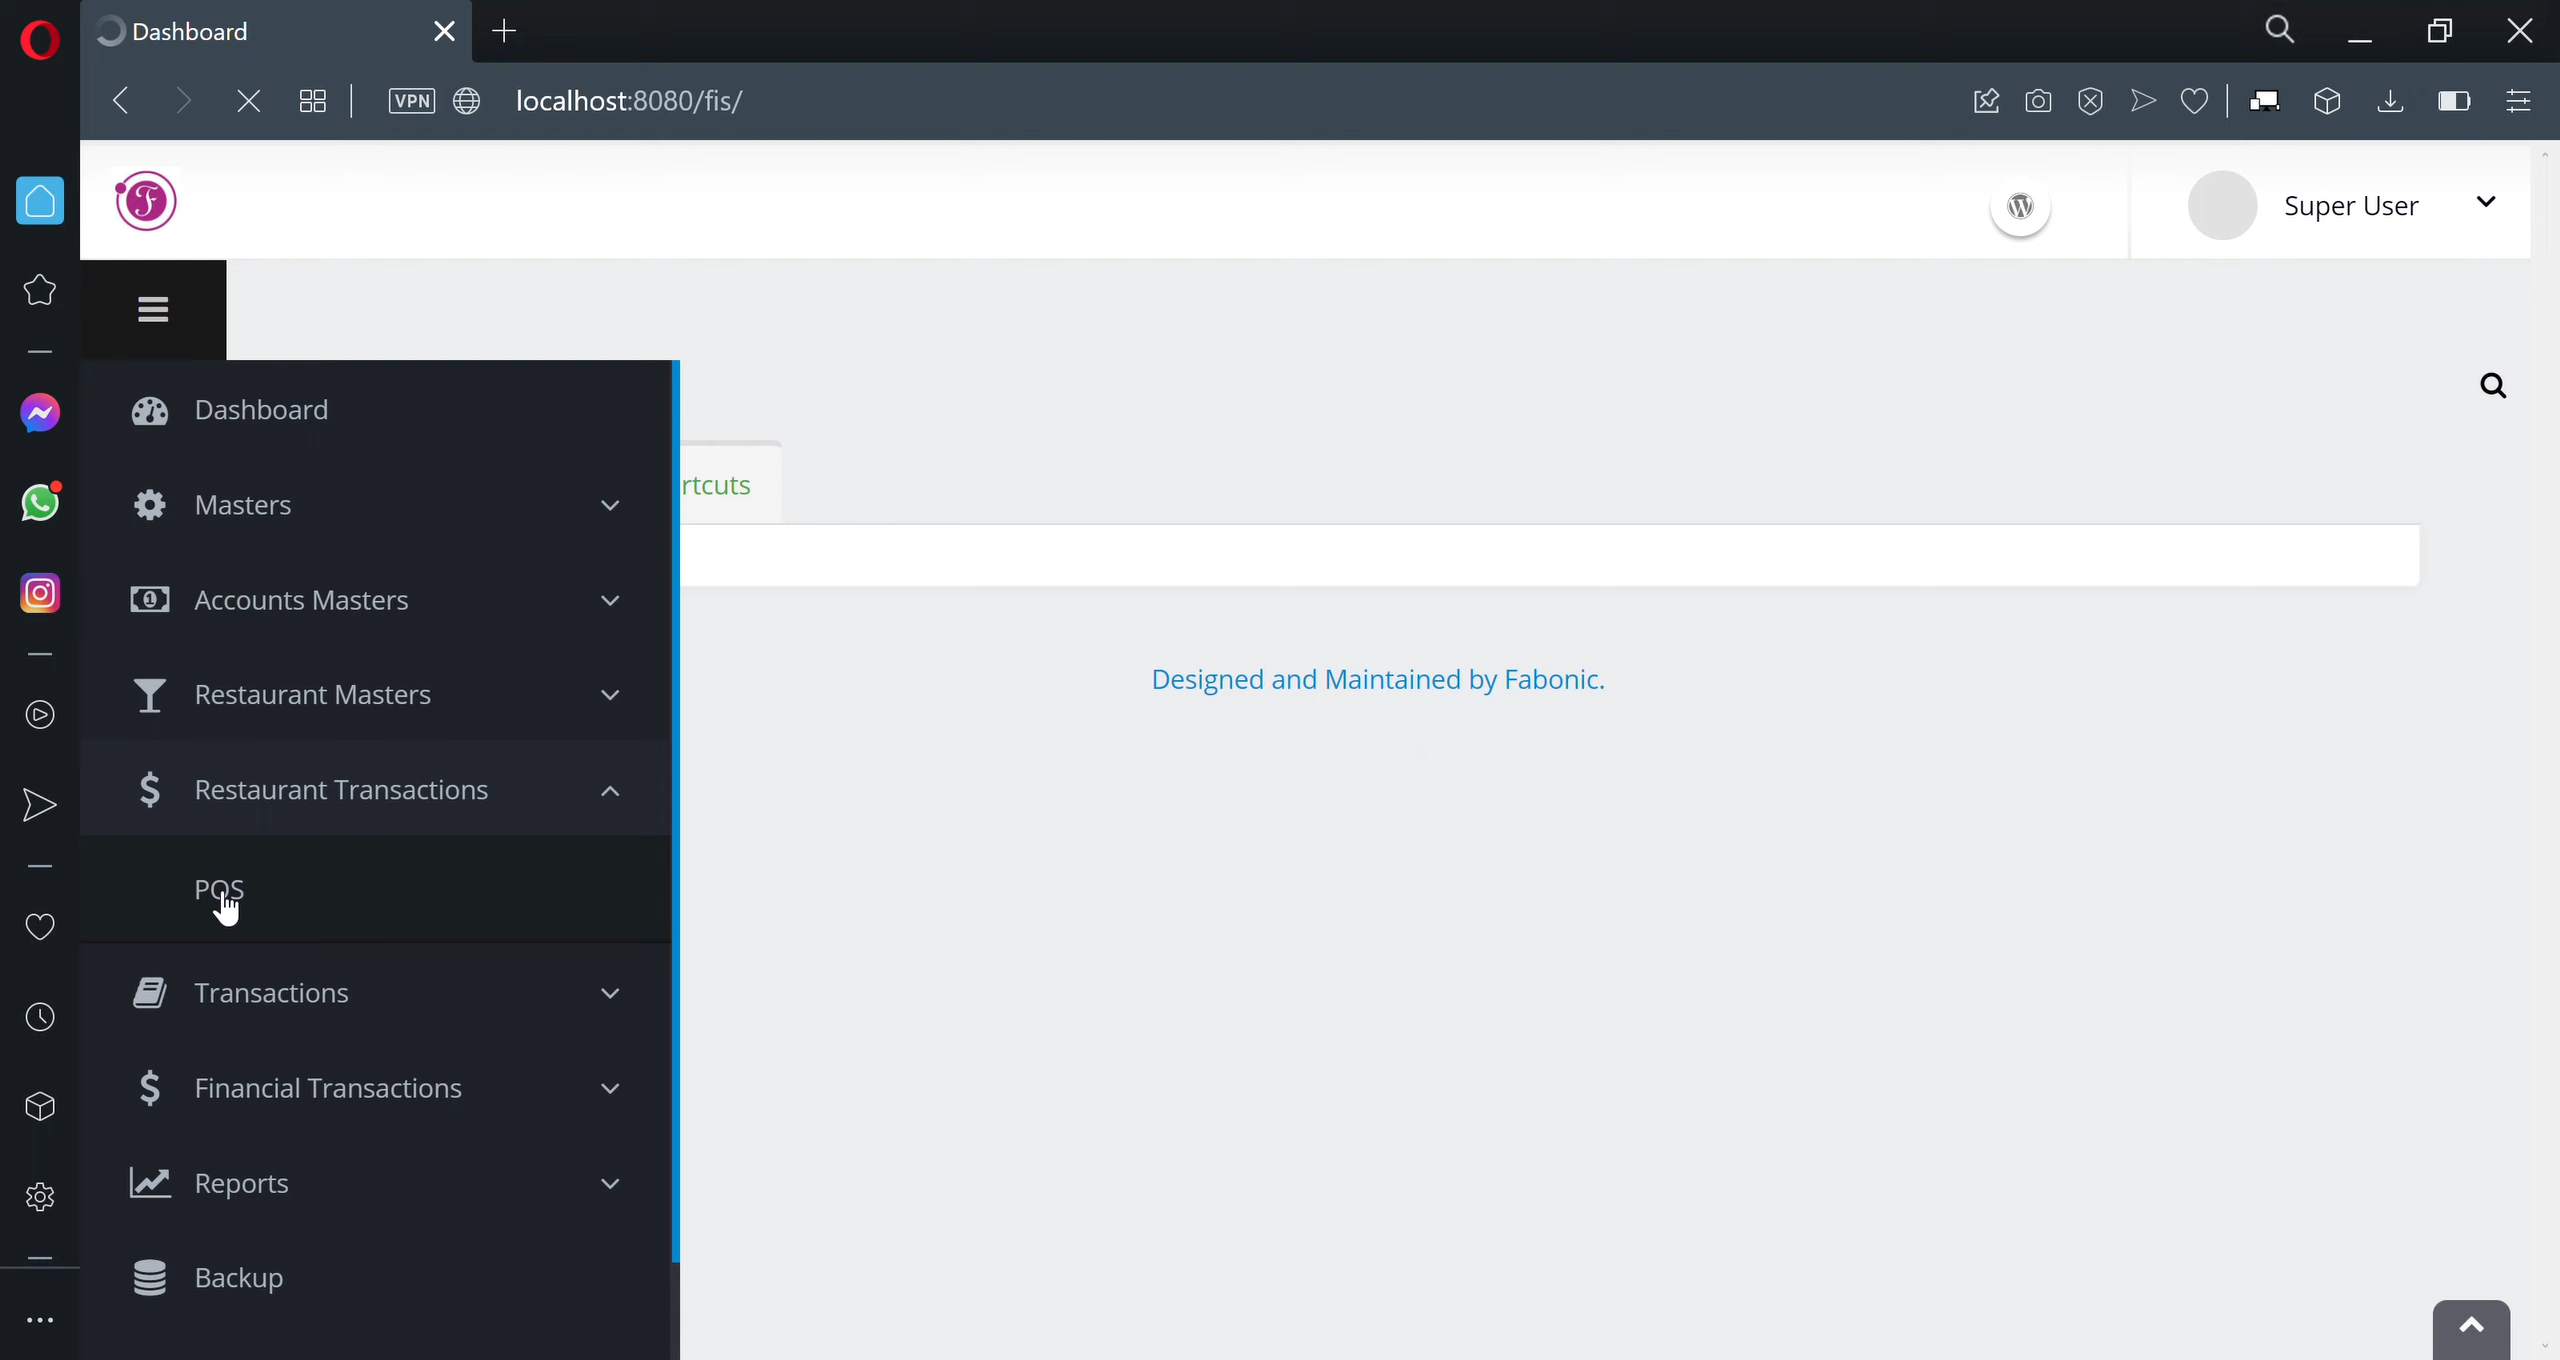 Dashboard
VPN
localhost:8080/fis/
Super User
Dashboard
rtcuts
Masters
Accounts Masters
Designed and Maintained by Fabonic.
Restaurant Masters
Restaurant Transactions
POS
Transactions
Financial Transactions
Reports
Backup